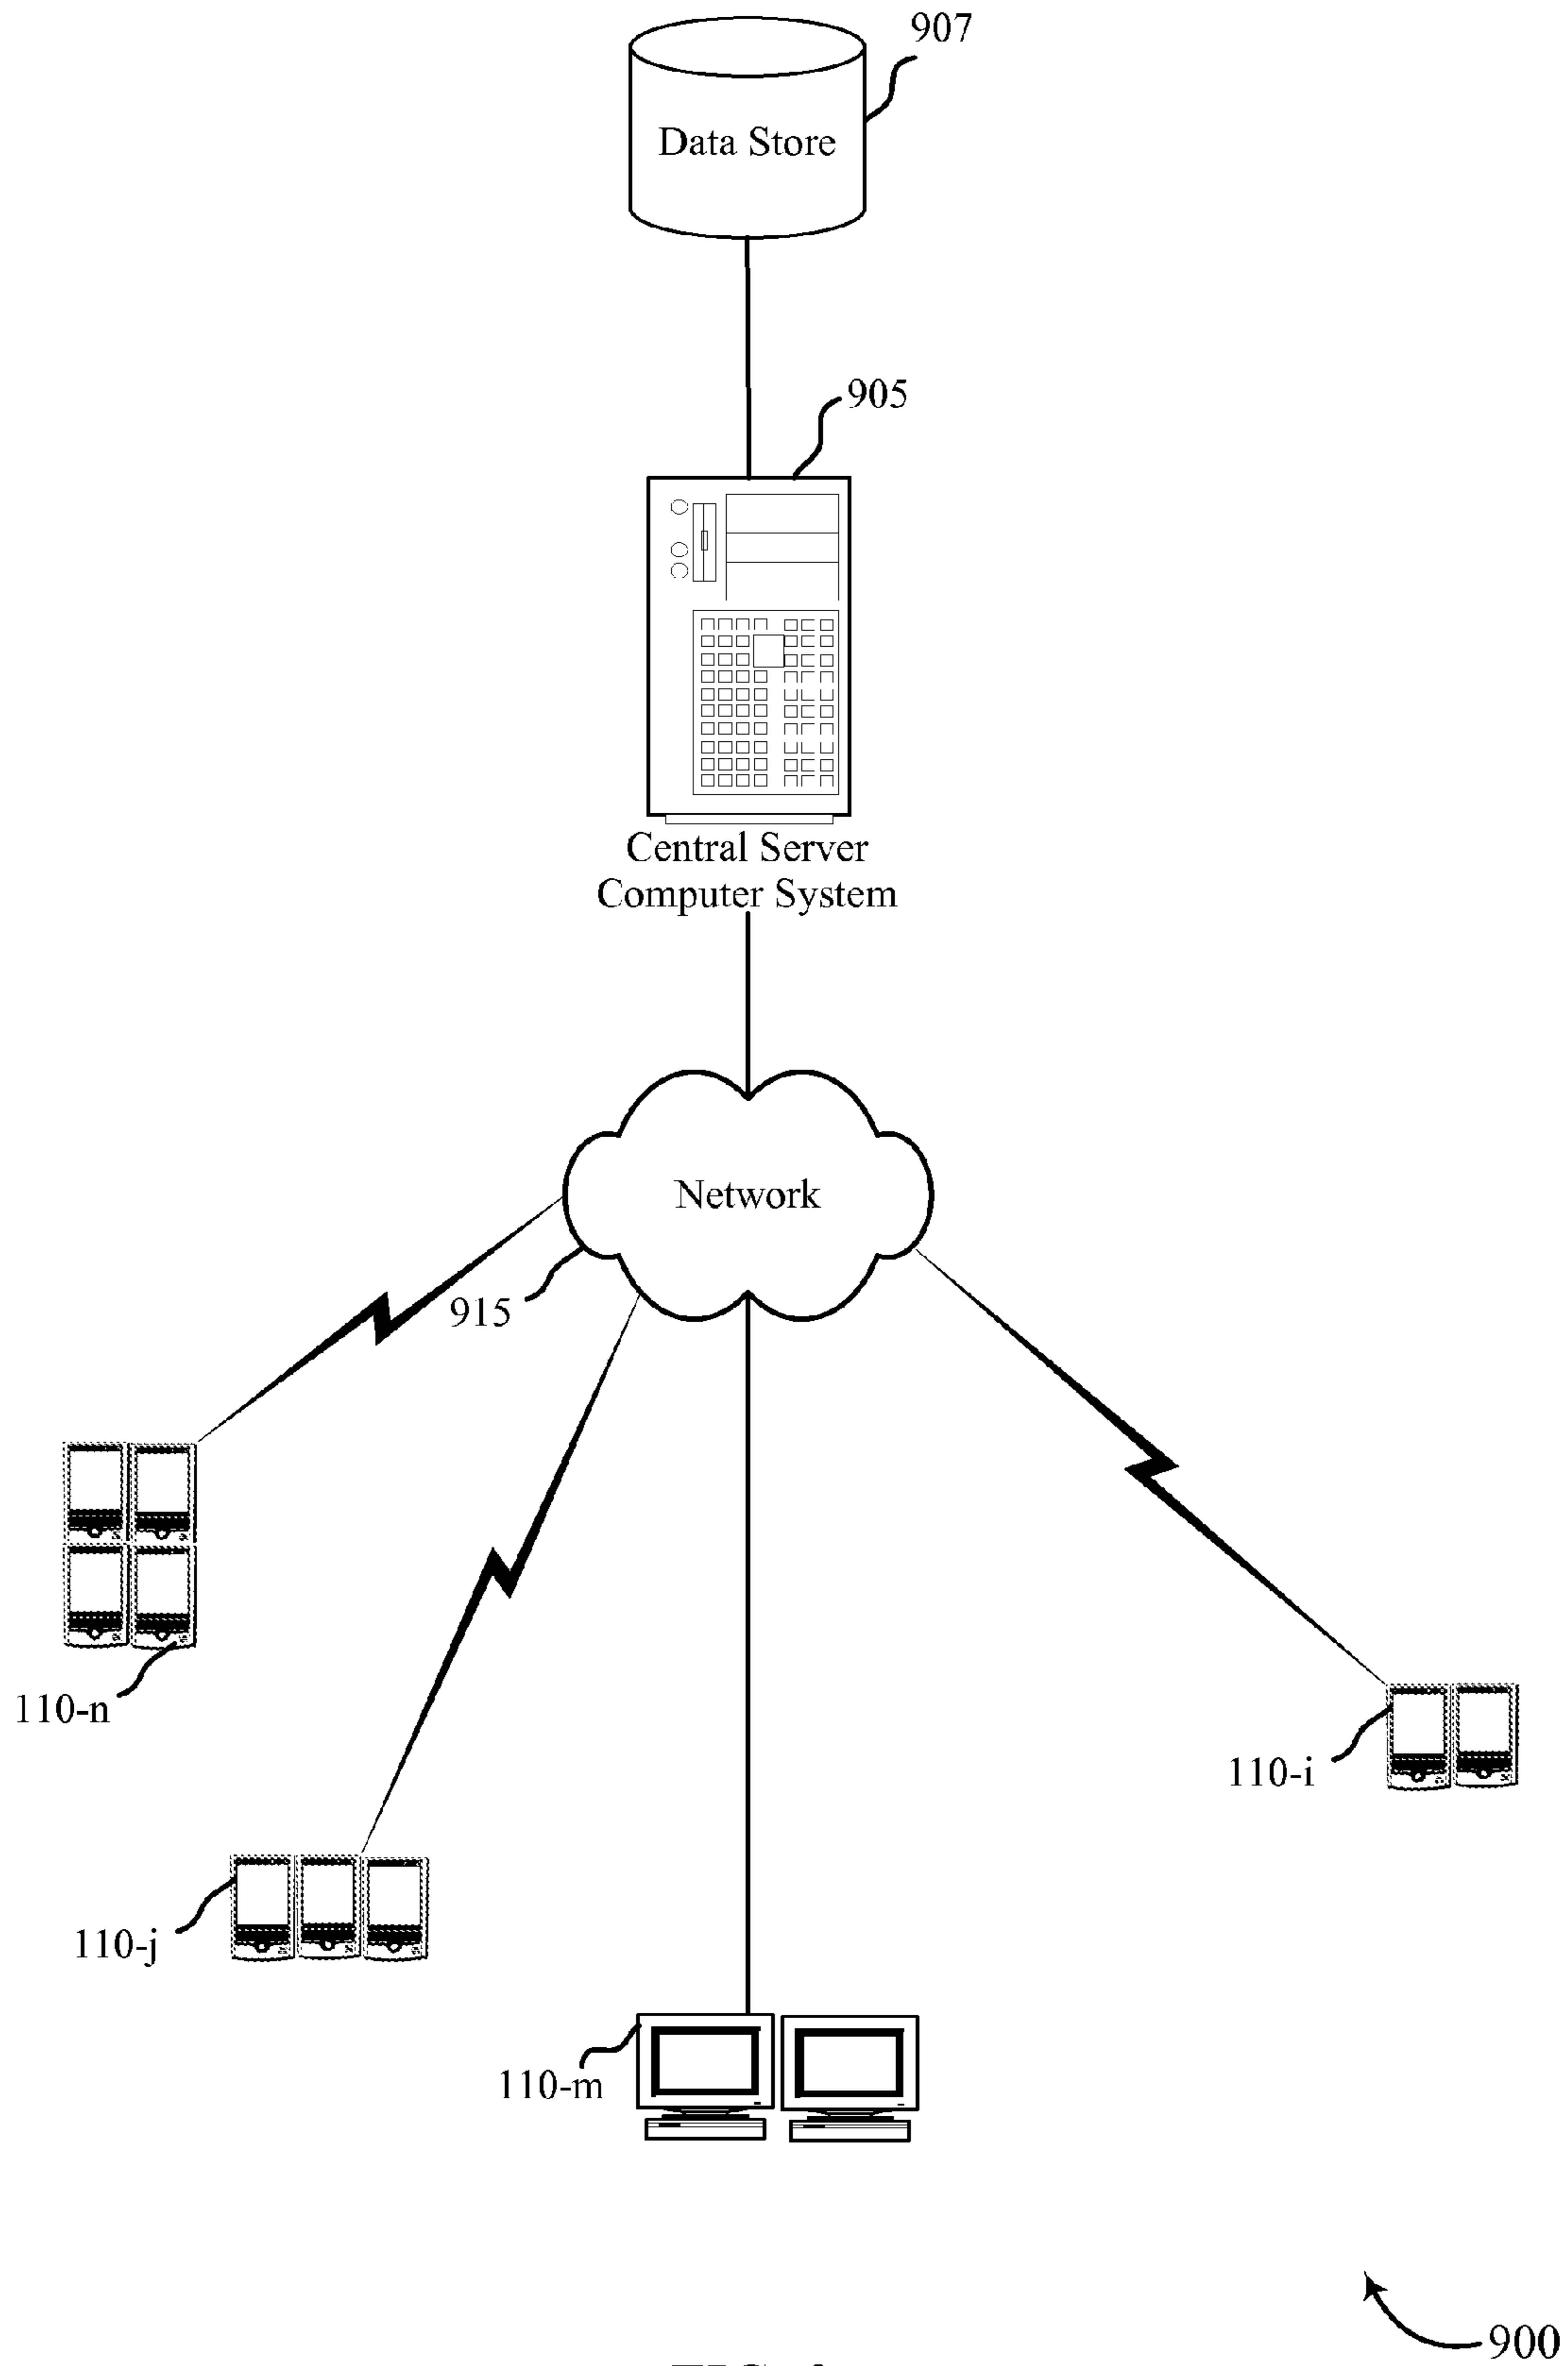 907
Data Store
905
Central Server
Computer System
Network
915
110-n
110-i
110-j
110-m
900